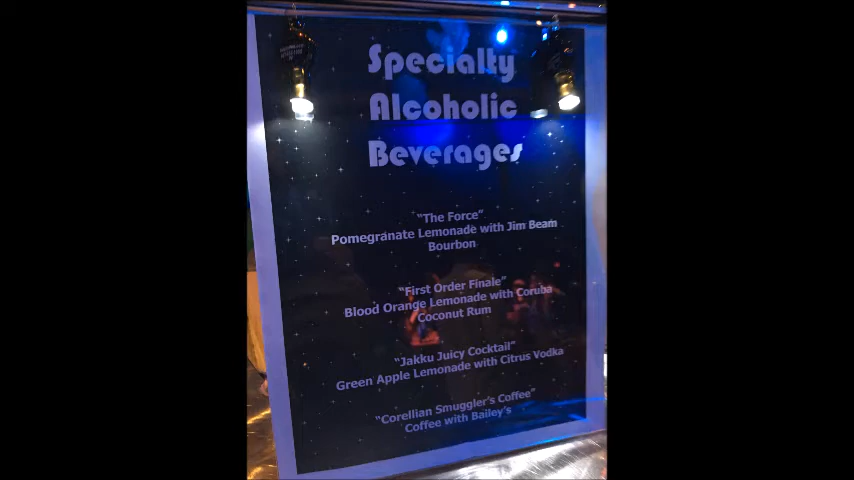 Specialty
Alcoholic
Beverages
"The Force"
Pomegranate Lemonade with Jim Beam
Bourbon
"First Order Finale"
Blood Orange Lemonade with Coruba
Coconut Rum
"Jakku Juicy Cocktail"
Green Apple Lemonade with Citrus Vodka
"Corellian Smuggler's Coffee"
Coffee with Bailey's